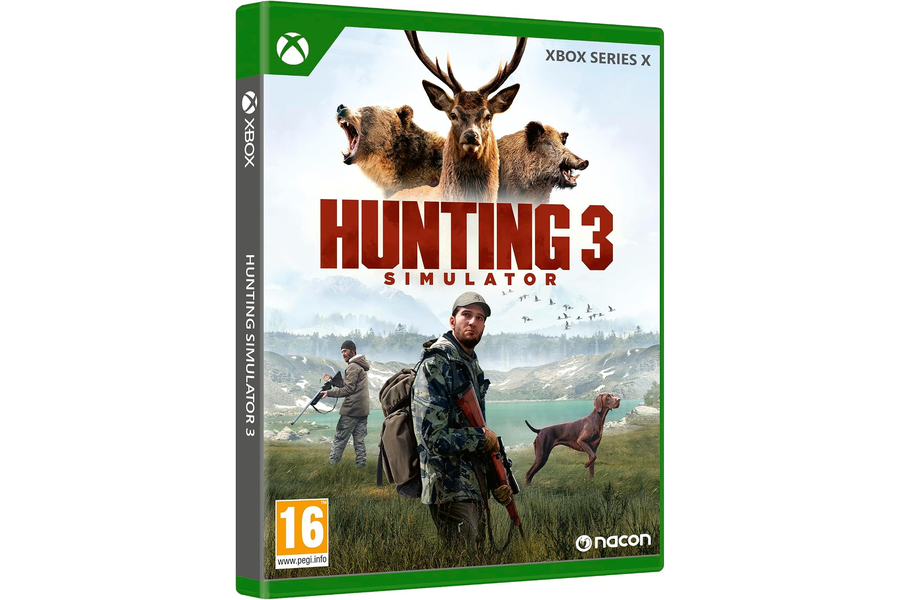 XBOX SERIES X
XBOX
HUNTING SIMULATOR 3
HUNTING 3
SIMULATOR
16
www.pegi.info
nacon